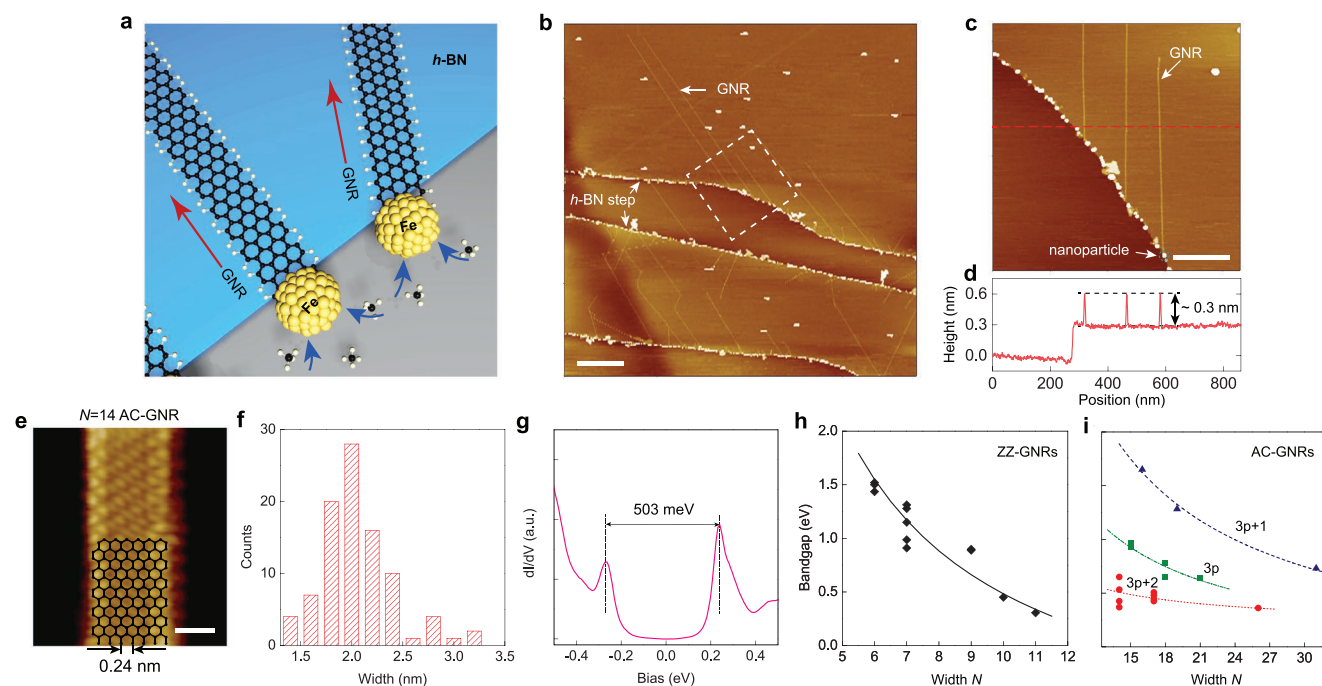 a
h-BN
GNR
GNR
Fe
Fe
b
GNR
h-BN step
c
GNR
nanoparticle
d
Height (nm)
0.6
0.3
0.0
~ 0.3 nm
0 200 400 600 800
Position (nm)
e
N=14 AC-GNR
0.24 nm
f
Counts
30
20
10
0
1.5 2.0 2.5 3.0 3.5
Width (nm)
g
dI/dV (a.u.)
503 meV
-0.4 -0.2 0.0 0.2 0.4
Bias (eV)
h
ZZ-GNRs
Bandgap (eV)
2.0
1.5
1.0
0.5
0.0
5 6 7 8 9 10 11 12
Width N
i
AC-GNRs
3p+1
3p
3p+2
15 18 21 24 27 30
Width N